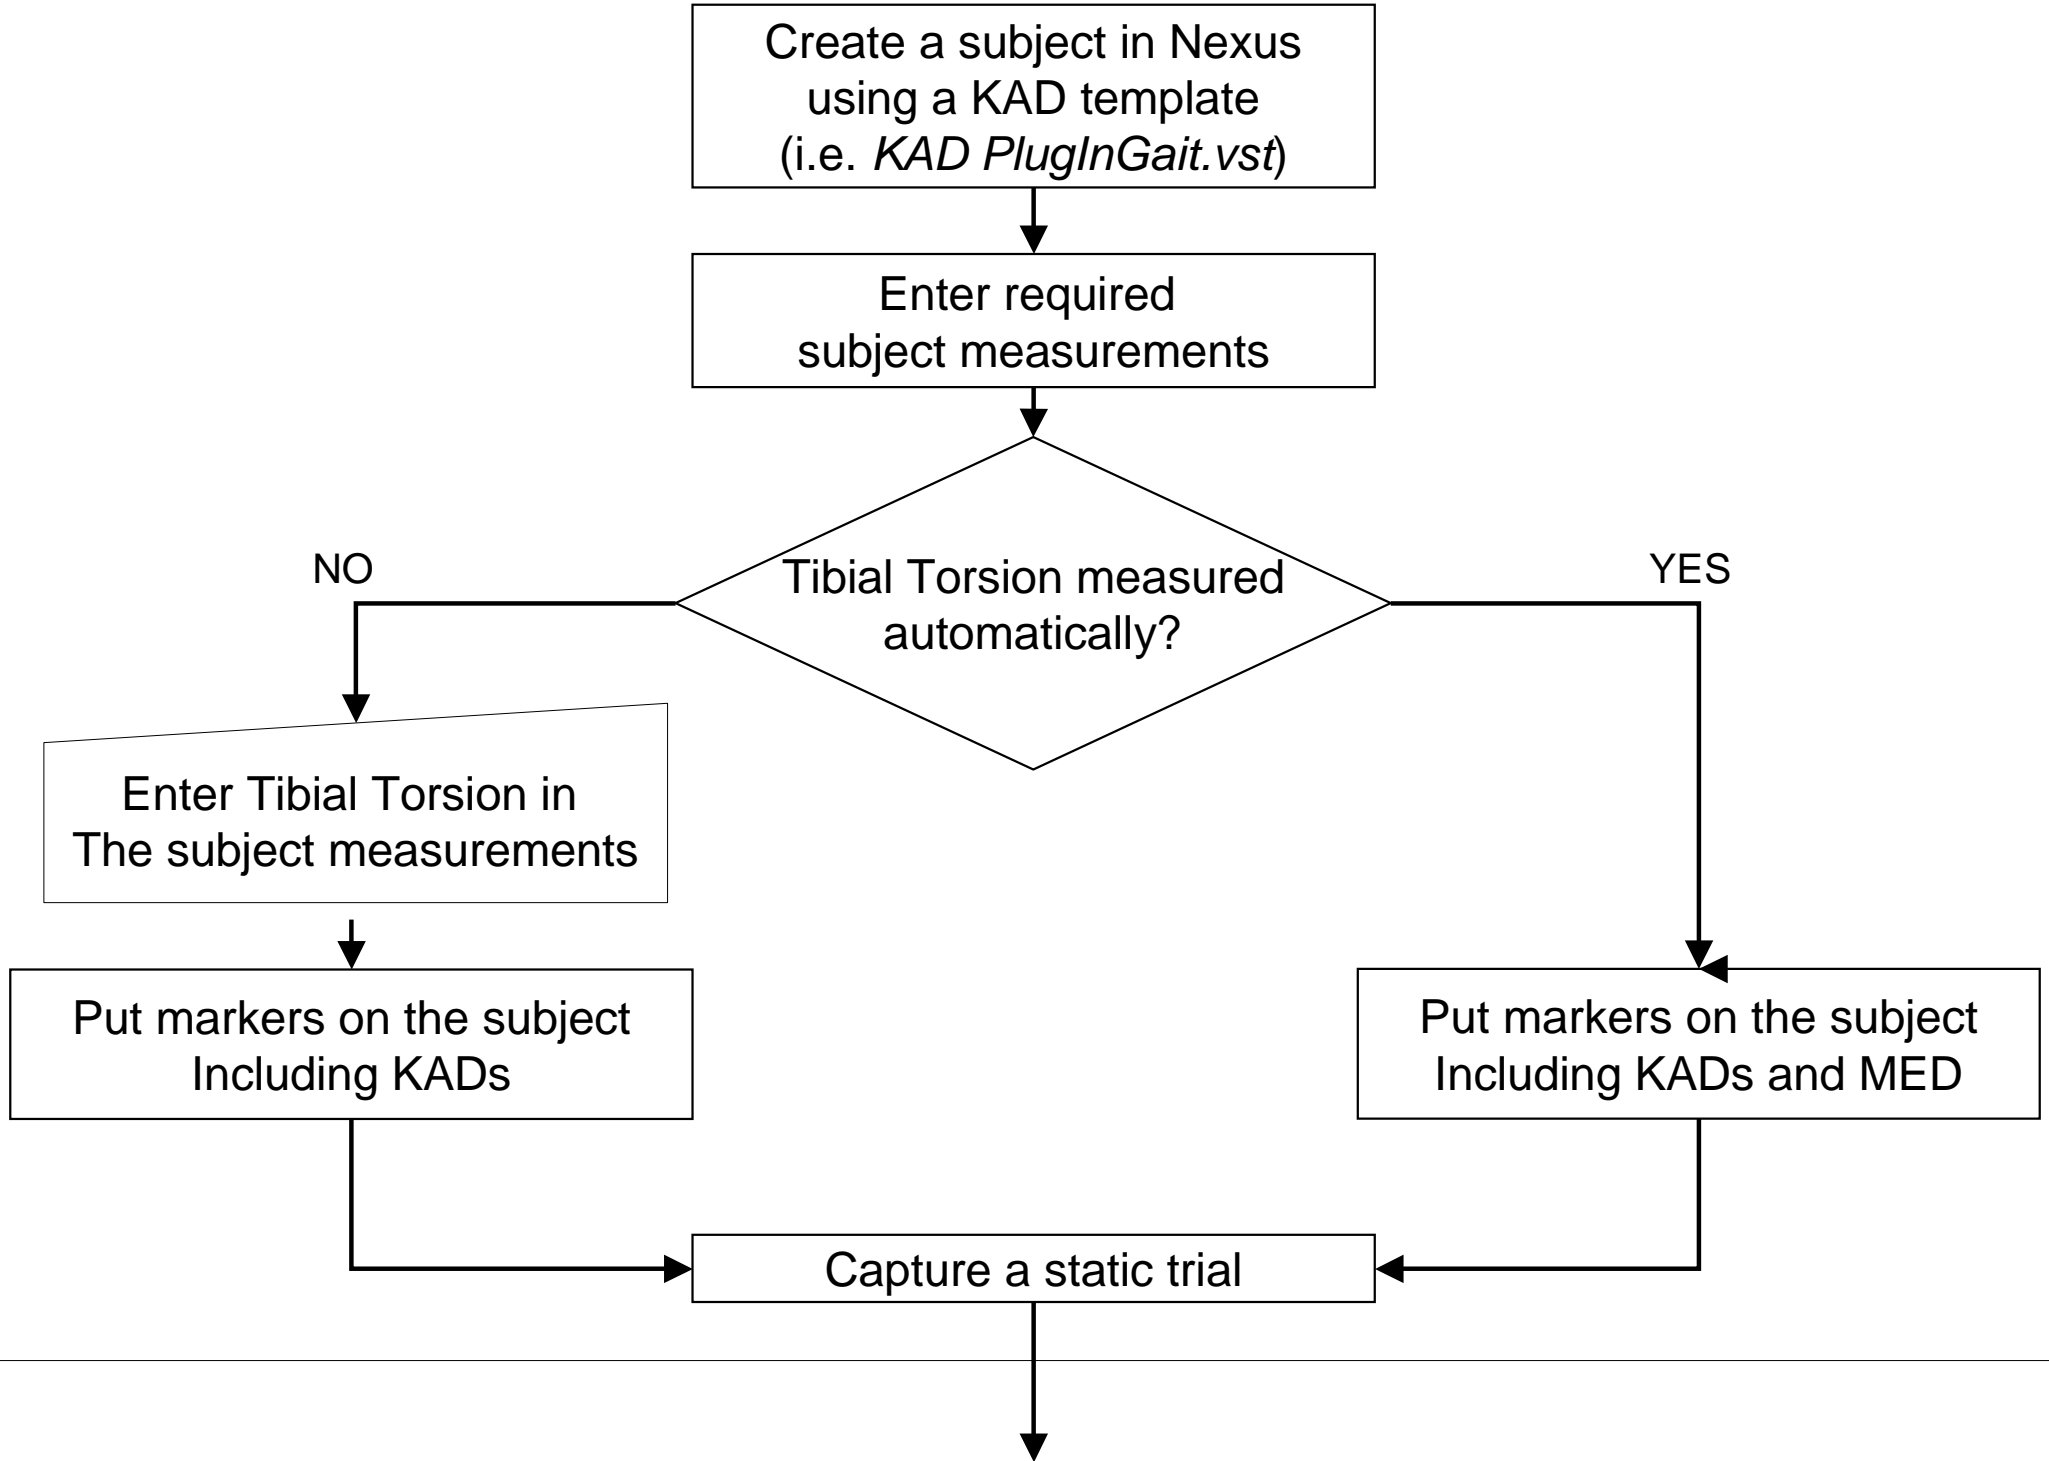 Create a subject in Nexus
using a KAD template
(i.e. KAD PlugInGait.vst)
Enter required
subject measurements
NO
Tibial Torsion measured
automatically?
YES
Enter Tibial Torsion in
The subject measurements
Put markers on the subject
Including KADs
Put markers on the subject
Including KADs and MED
Capture a static trial